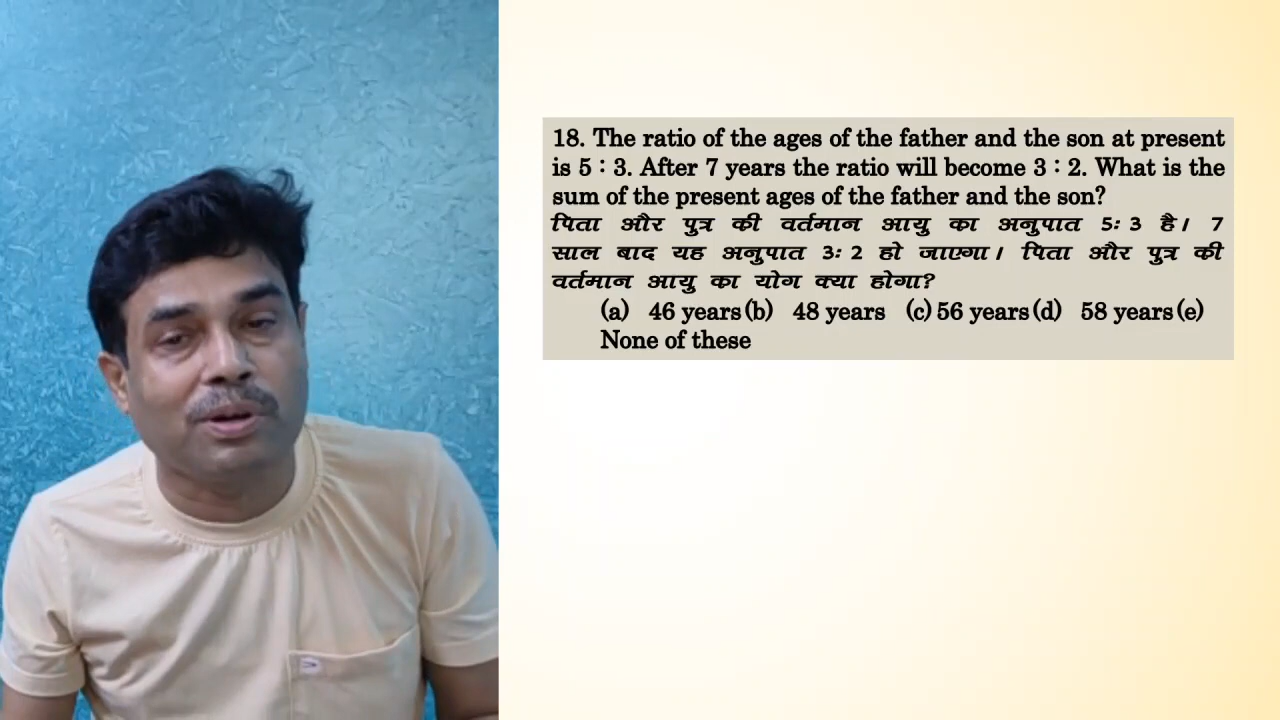 18. The ratio of the ages of the father and the son at present
is 5 : 3. After 7 years the ratio will become 3 : 2. What is the
sum of the present ages of the father and the son?
पिता और पुत्र की वर्तमान आयु का अनुपात 5: 3 है। 7
साल बाद यह अनुपात 3: 2 हो जाएगा। पिता और पुत्र की
वर्तमान आयु का योग क्या होगा?
(a) 46 years(b) 48 years (c) 56 years(d) 58 years(e)
None of these